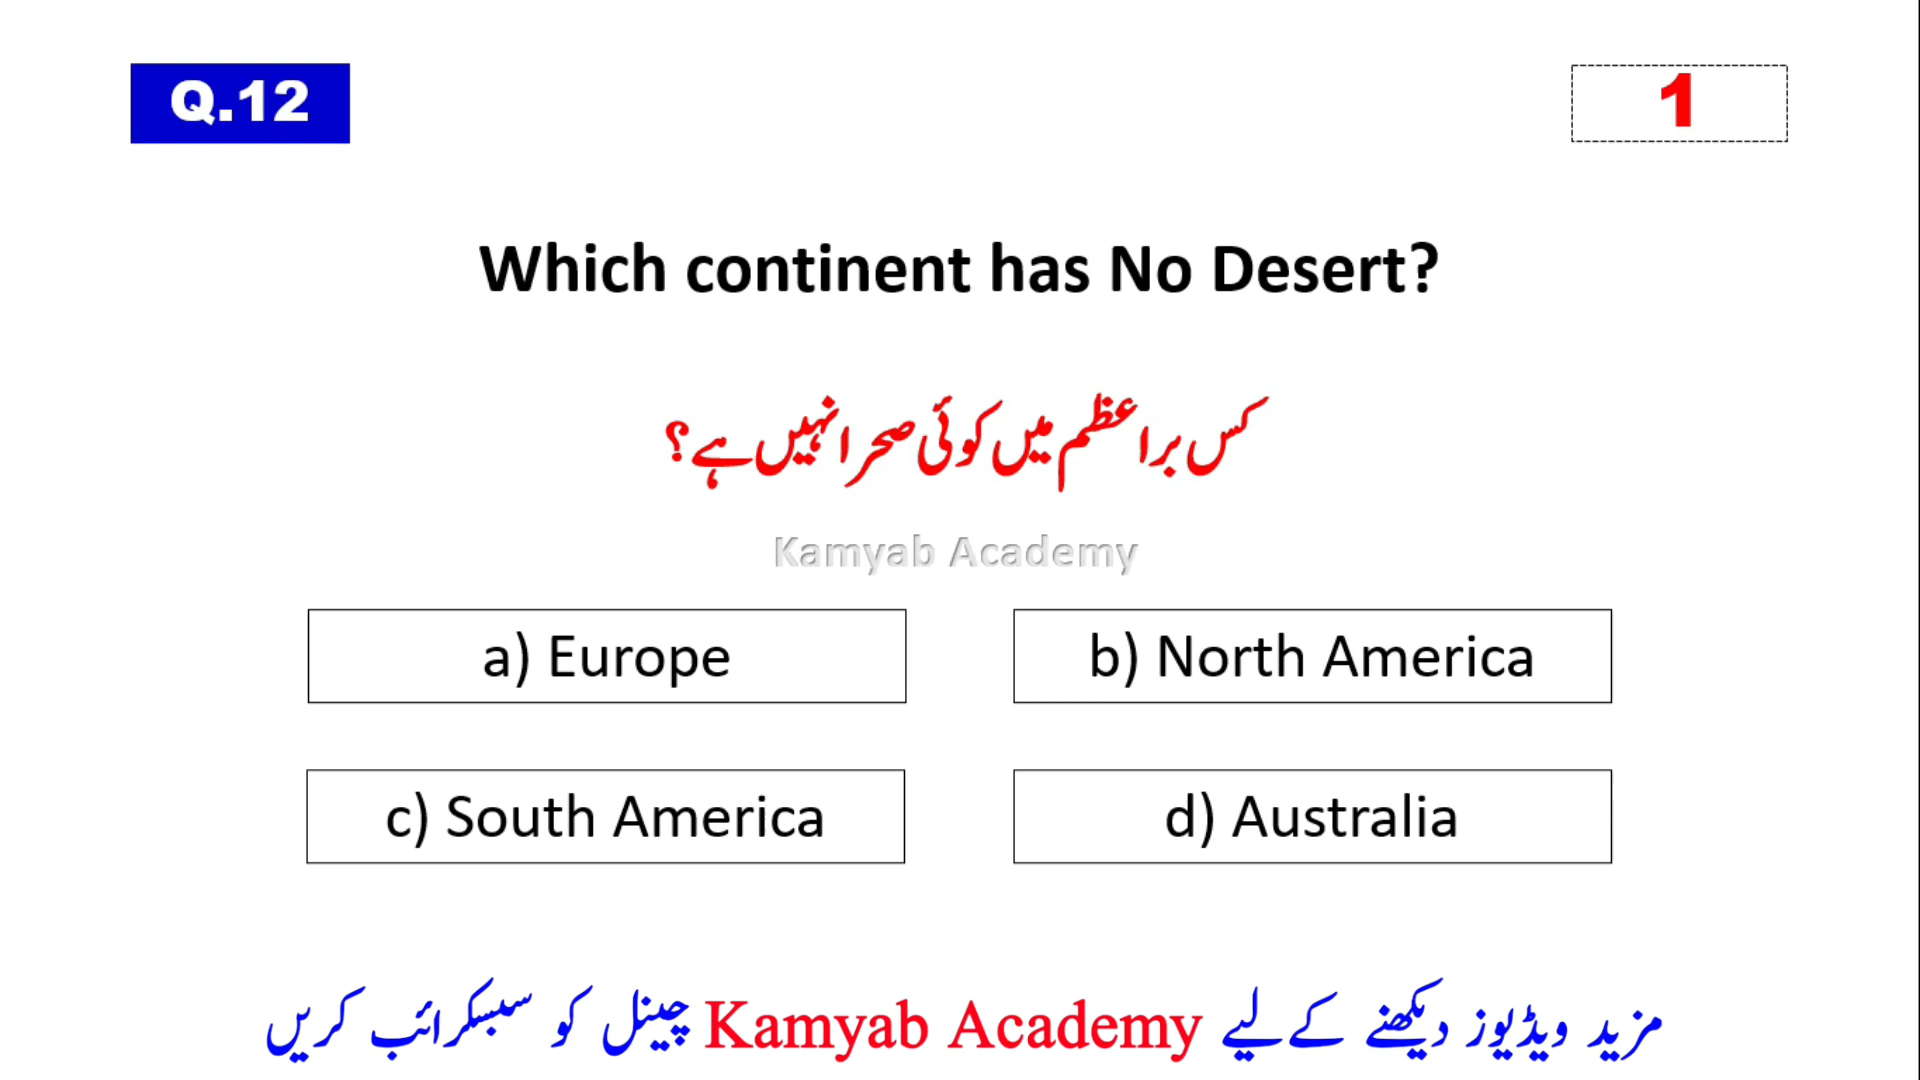 Q.12
1
Which continent has No Desert?
کس براعظم میں کوئی صحرا نہیں ہے؟
Kamyab Academy
a) Europe
b) North America
c) South America
d) Australia
مزید ویڈیوز دیکھنے کے لیے Kamyab Academy چینل کو سبسکرائب کریں